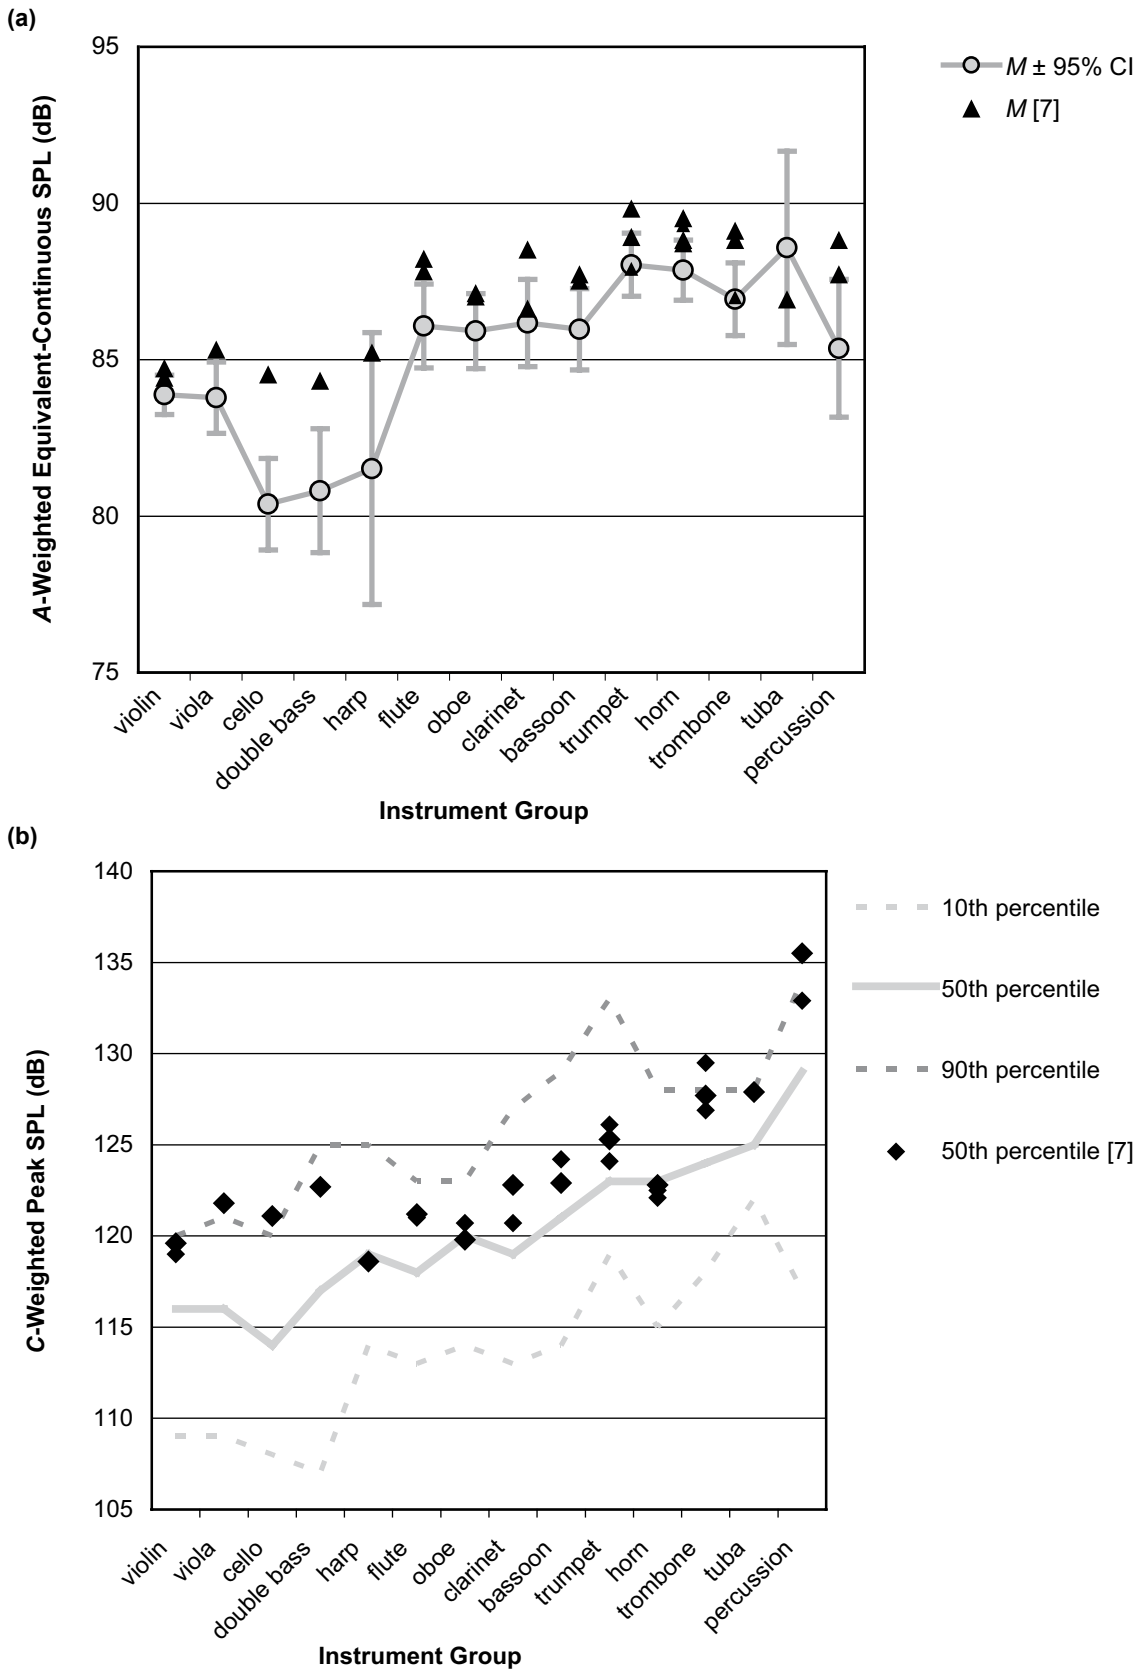 (a)
A-Weighted Equivalent-Continuous SPL (dB)
95
90
85
80
75
violin
viola
cello
double bass
harp
flute
oboe
clarinet
bassoon
trumpet
horn
trombone
tuba
percussion
Instrument Group
M ± 95% CI
M [7]
(b)
C-Weighted Peak SPL (dB)
140
135
130
125
120
115
110
105
violin
viola
cello
double bass
harp
flute
oboe
clarinet
bassoon
trumpet
horn
trombone
tuba
percussion
Instrument Group
10th percentile
50th percentile
90th percentile
50th percentile [7]